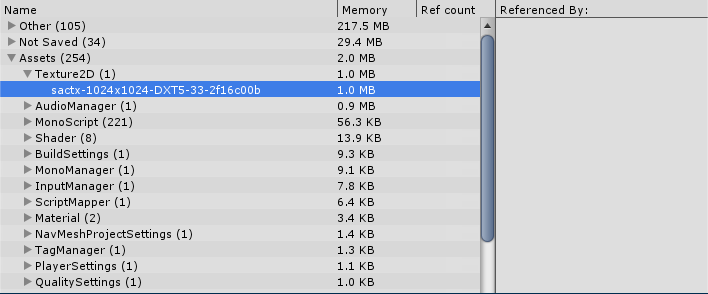 Name Memory Ref count Referenced By:
Other (105) 217.5 MB
Not Saved (34) 29.4 MB
Assets (254) 2.0 MB
Texture2D (1) 1.0 MB
sactx-1024x1024-DXT5-33-2f16c00b 1.0 MB
AudioManager (1) 0.9 MB
MonoScript (221) 56.3 KB
Shader (8) 13.9 KB
BuildSettings (1) 9.3 KB
MonoManager (1) 9.1 KB
InputManager (1) 7.8 KB
ScriptMapper (1) 6.4 KB
Material (2) 3.4 KB
NavMeshProjectSettings (1) 1.4 KB
TagManager (1) 1.3 KB
PlayerSettings (1) 1.1 KB
QualitySettings (1) 1.0 KB